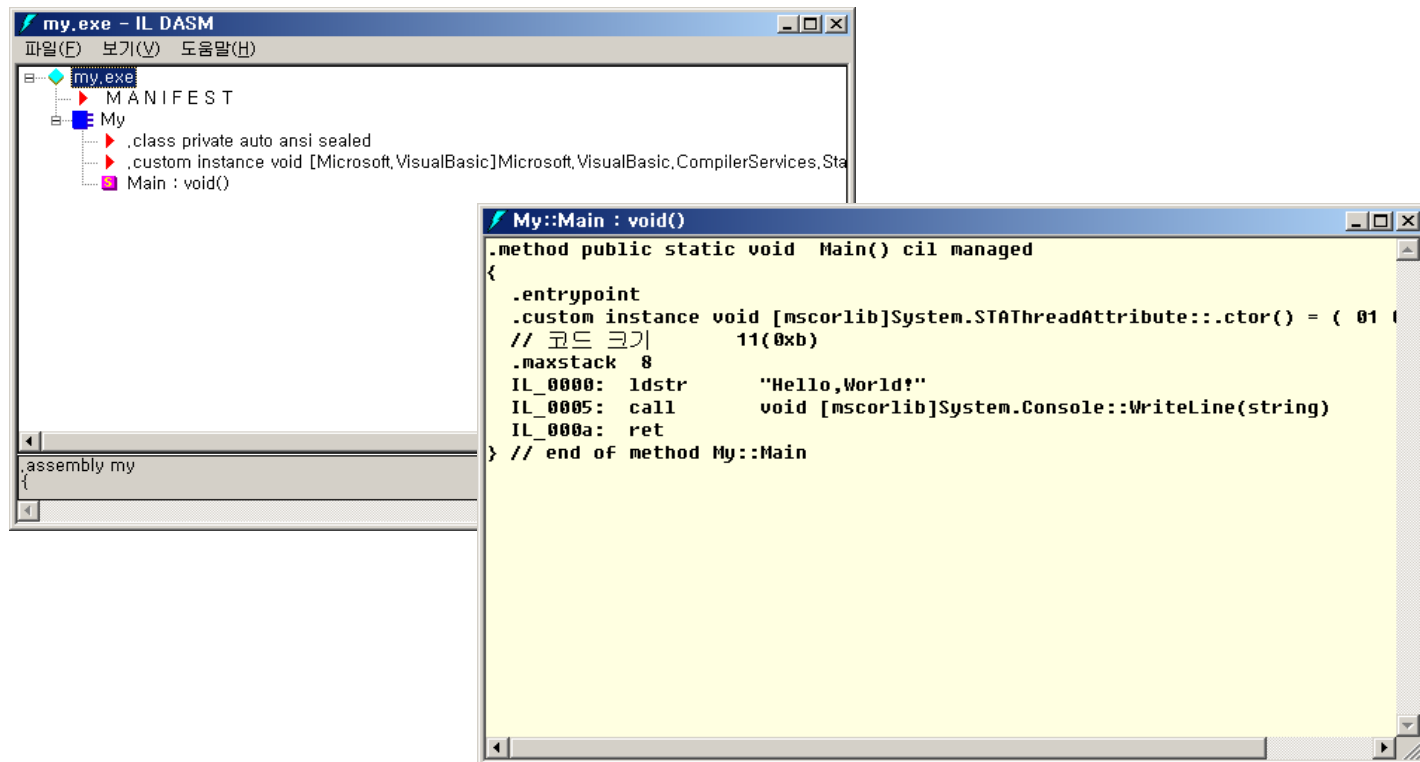 my.exe - IL DASM
파일(F) 보기(V) 도움말(H)
my.exe
M A N I F E S T
My
.class private auto ansi sealed
.custom instance void [Microsoft.VisualBasic]Microsoft.VisualBasic.CompilerServices.Sta
Main : void()
.assembly my
{
My::Main : void()
.method public static void  Main() cil managed
{
.entrypoint
.custom instance void [mscorlib]System.STAThreadAttribute::.ctor() = ( 01
// 코드 크기       11(0xb)
.maxstack  8
IL_0000:  ldstr      "Hello,World!"
IL_0005:  call       void [mscorlib]System.Console::WriteLine(string)
IL_000a:  ret
} // end of method My::Main